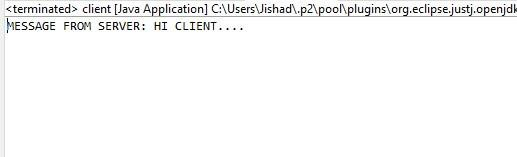 <terminated> client [Java Application] C:\Users\Jishad\.p2\pool\plugins\org.eclipse.justj.openjdk
MESSAGE FROM SERVER: HI CLIENT....